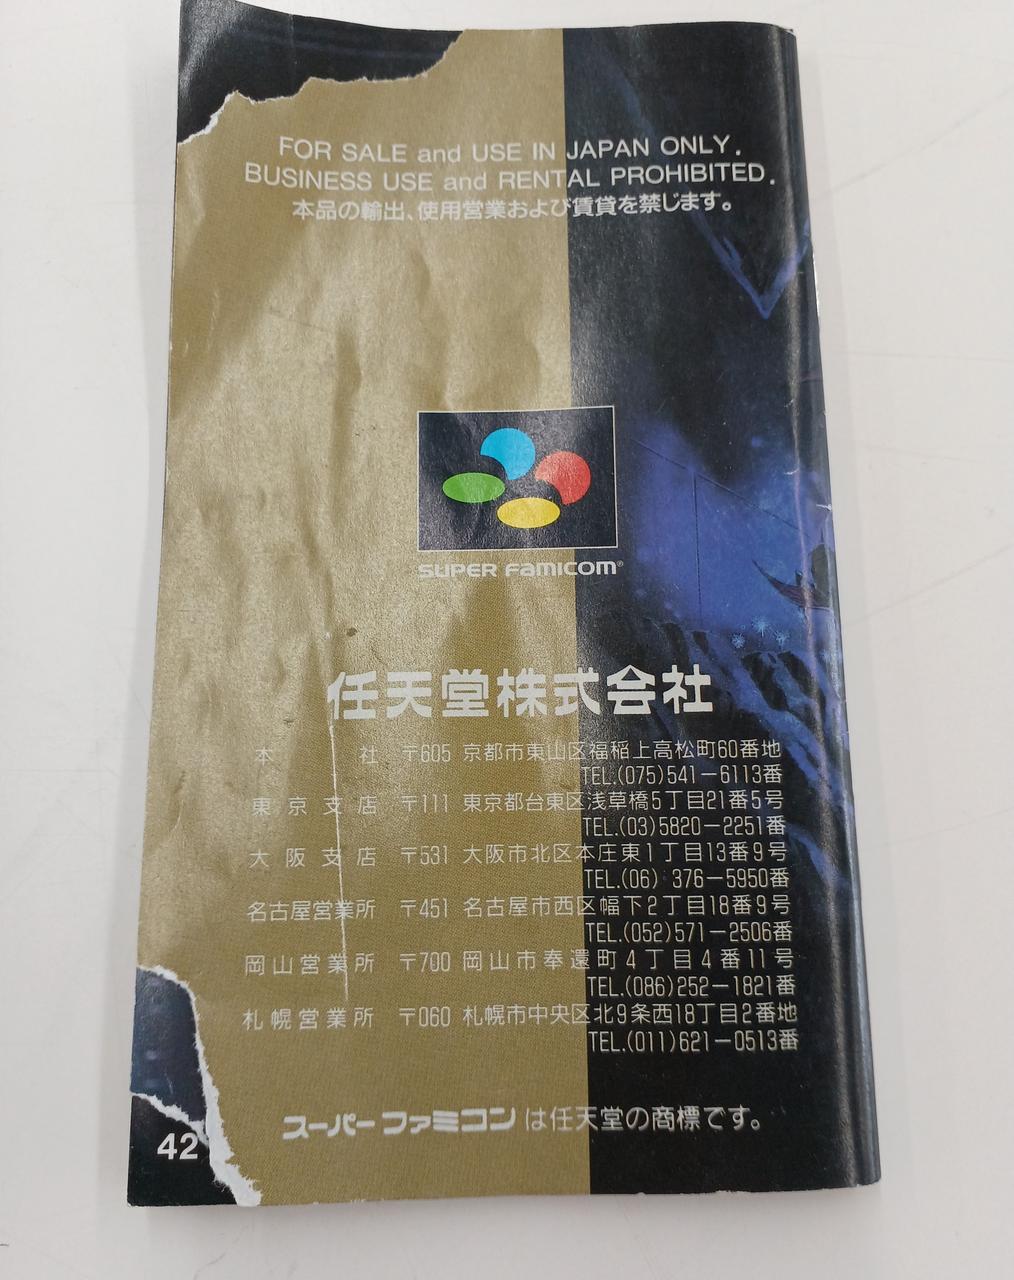 FOR SALE and USE IN JAPAN ONLY.
BUSINESS USE and RENTAL PROHIBITED.
本品の輸出、使用営業および賃貸を禁じます。
SUPER FAMICOM®
任天堂株式会社
本社 〒605 京都市東山区福稲上高松町60番地
TEL.(075)541－6113番
東京支店 〒111 東京都台東区浅草橋5丁目21番5号
TEL.(03)5820－2251番
大阪支店 〒531 大阪市北区本庄東1丁目13番9号
TEL.(06) 376－5950番
名古屋営業所 〒451 名古屋市西区幅下2丁目18番9号
TEL.(052)571－2506番
岡山営業所 〒700 岡山市奉還町4丁目4番11号
TEL.(086)252－1821番
札幌営業所 〒060 札幌市中央区北9条西18丁目2番地
TEL.(011)621－0513番
スーパーファミコンは任天堂の商標です。
42